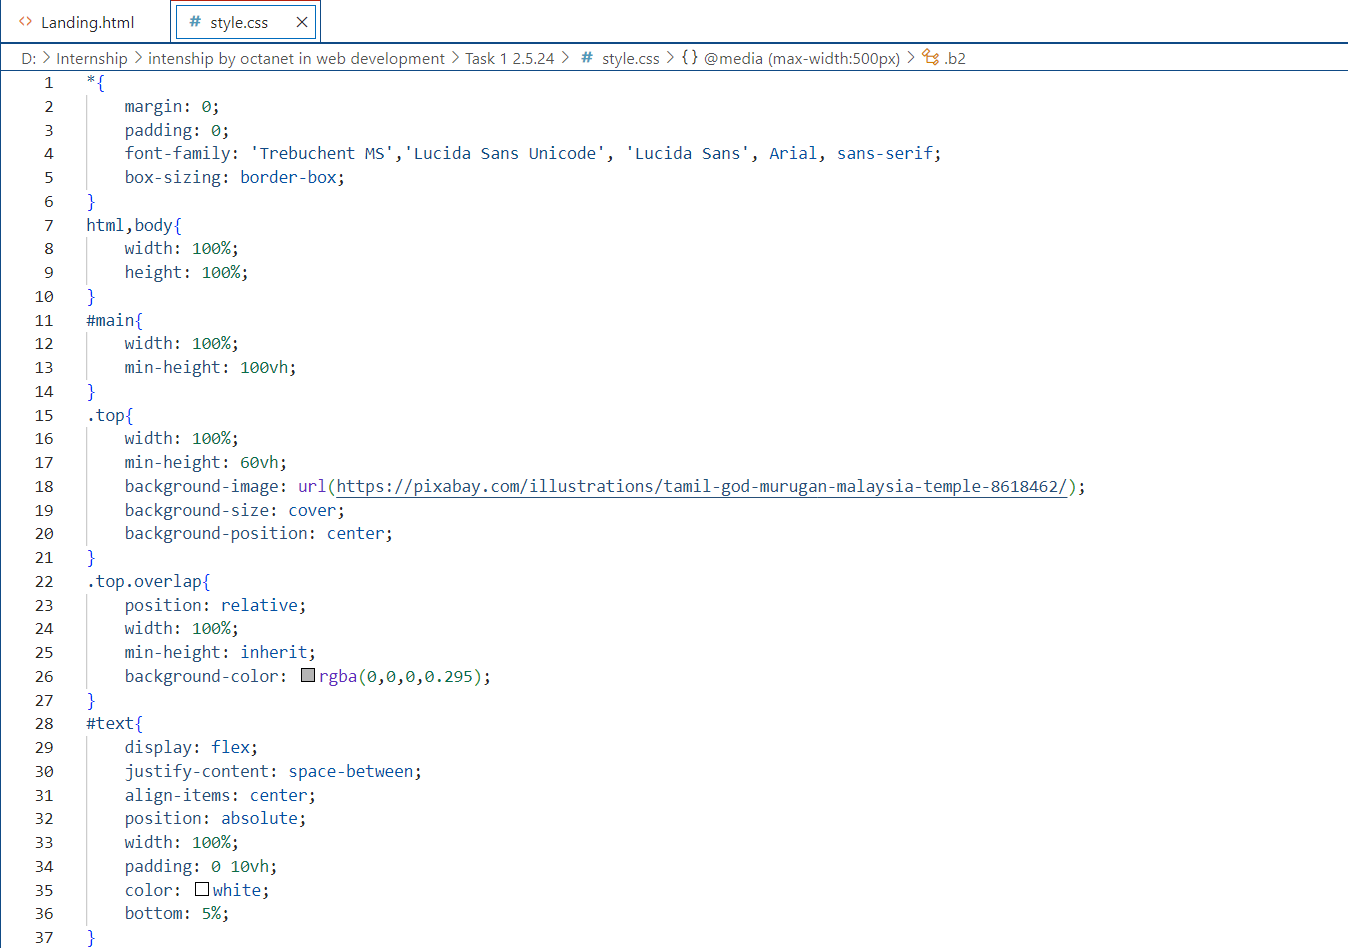 <> Landing.html # style.css ×
D: > Internship > intenship by octanet in web development > Task 1 2.5.24 > # style.css > {} @media (max-width:500px) > .b2
1 *{
2 margin: 0;
3 padding: 0;
4 font-family: 'Trebuchent MS','Lucida Sans Unicode', 'Lucida Sans', Arial, sans-serif;
5 box-sizing: border-box;
6 }
7 html,body{
8 width: 100%;
9 height: 100%;
10 }
11 #main{
12 width: 100%;
13 min-height: 100vh;
14 }
15 .top{
16 width: 100%;
17 min-height: 60vh;
18 background-image: url(https://pixabay.com/illustrations/tamil-god-murugan-malaysia-temple-8618462/);
19 background-size: cover;
20 background-position: center;
21 }
22 .top.overlap{
23 position: relative;
24 width: 100%;
25 min-height: inherit;
26 background-color: rgba(0,0,0,0.295);
27 }
28 #text{
29 display: flex;
30 justify-content: space-between;
31 align-items: center;
32 position: absolute;
33 width: 100%;
34 padding: 0 10vh;
35 color: white;
36 bottom: 5%;
37 }